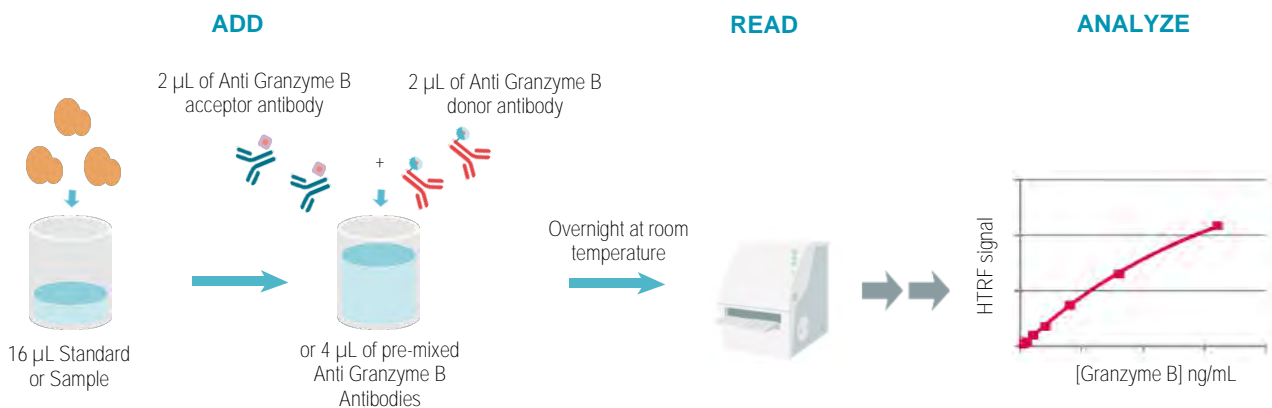 ADD
READ
ANALYZE
2 µL of Anti Granzyme B
acceptor antibody
2 µL of Anti Granzyme B
donor antibody
+
16 µL Standard
or Sample
or 4 µL of pre-mixed
Anti Granzyme B
Antibodies
Overnight at room
temperature
HTRF signal
[Granzyme B] ng/mL